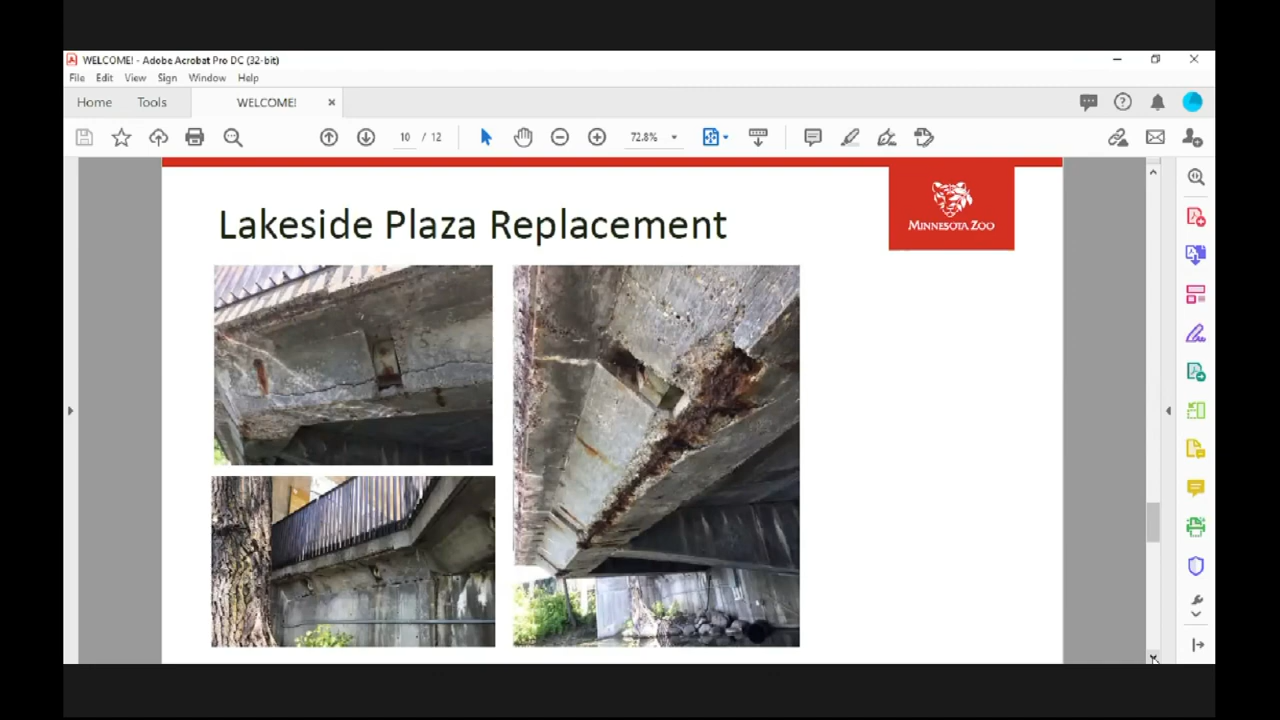 WELCOME! - Adobe Acrobat Pro DC (32-bit)
File Edit View Sign Window Help
Home Tools WELCOME!
10 / 12 72.8%
Lakeside Plaza Replacement
MINNESOTA ZOO